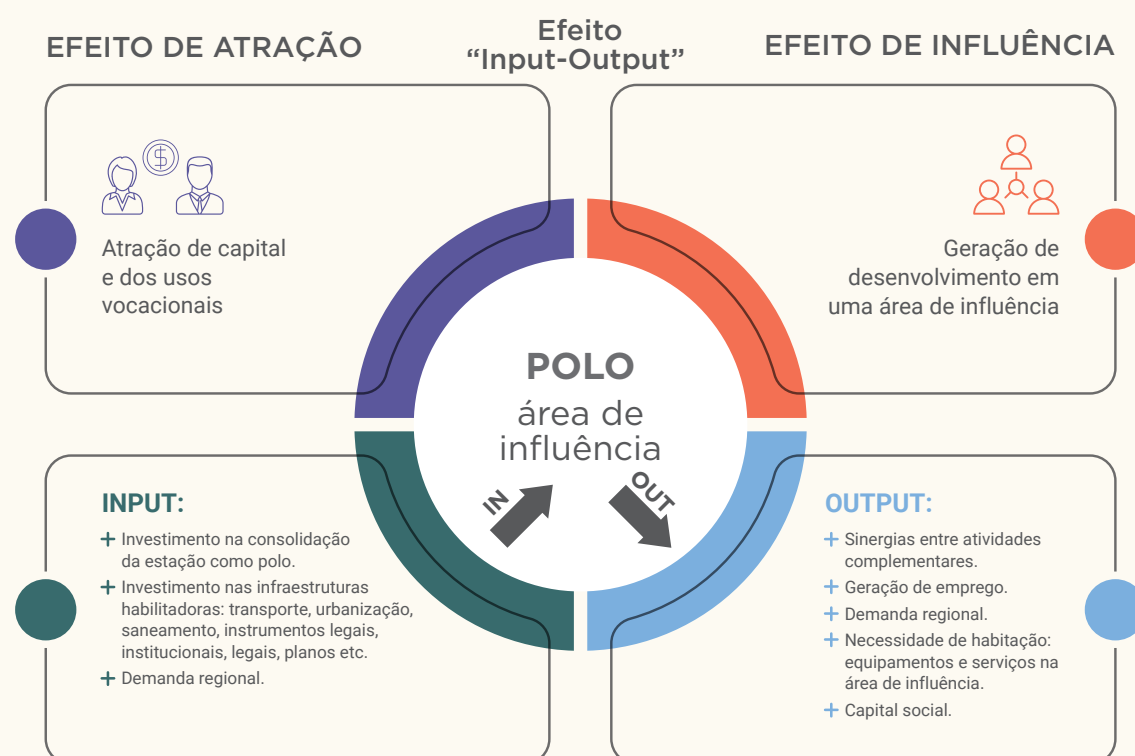 EFEITO DE ATRAÇÃO
Efeito
“Input-Output”
EFEITO DE INFLUÊNCIA
$
Atração de capital
e dos usos
vocacionais
Geração de
desenvolvimento em
uma área de influência
POLO
área de
influência
IN
OUT
INPUT:
+ Investimento na consolidação
da estação como polo.
+ Investimento nas infraestruturas
habilitadoras: transporte, urbanização,
saneamento, instrumentos legais,
institucionais, legais, planos etc.
+ Demanda regional.
OUTPUT:
+ Sinergias entre atividades
complementares.
+ Geração de emprego.
+ Demanda regional.
+ Necessidade de habitação:
equipamentos e serviços na
área de influência.
+ Capital social.